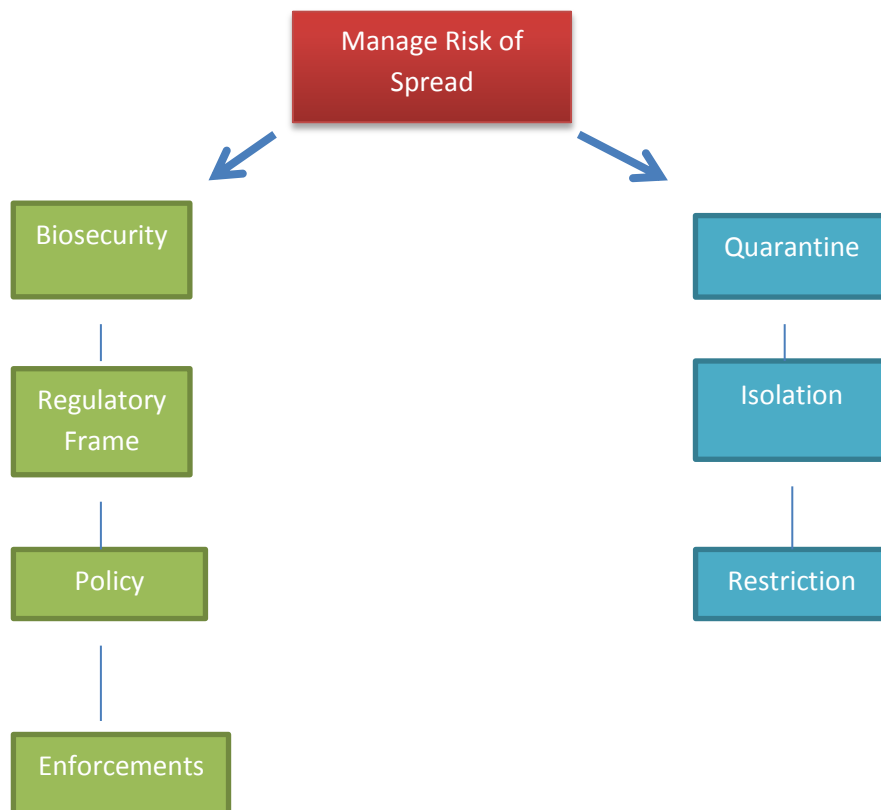 Manage Risk of
Spread
Biosecurity
Quarantine
Regulatory
Frame
Isolation
Policy
Restriction
Enforcements